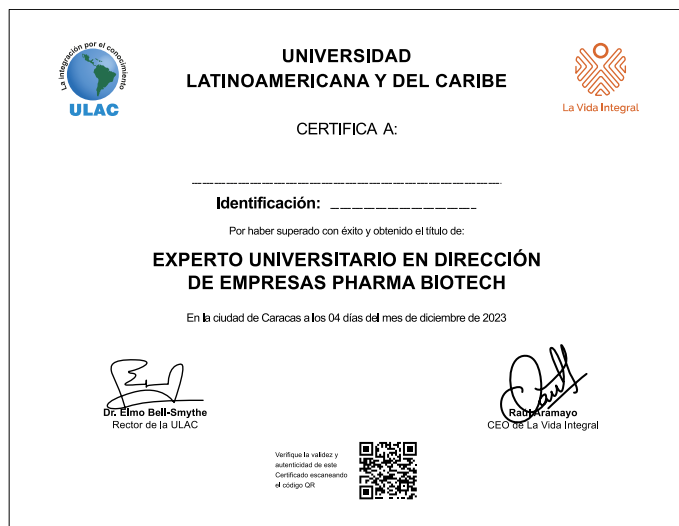 La integración por el conocimiento
ULAC
UNIVERSIDAD
LATINOAMERICANA Y DEL CARIBE
La Vida Integral
CERTIFICA A:
Identificación:
Por haber superado con éxito y obtenido el título de:
EXPERTO UNIVERSITARIO EN DIRECCIÓN
DE EMPRESAS PHARMA BIOTECH
En la ciudad de Caracas a los 04 días del mes de diciembre de 2023
Dr. Elmo Bell-Smythe
Rector de la ULAC
Raúl Aramayo
CEO de La Vida Integral
Verifique la validez y
autenticidad de este
Certificado escaneando
el código QR